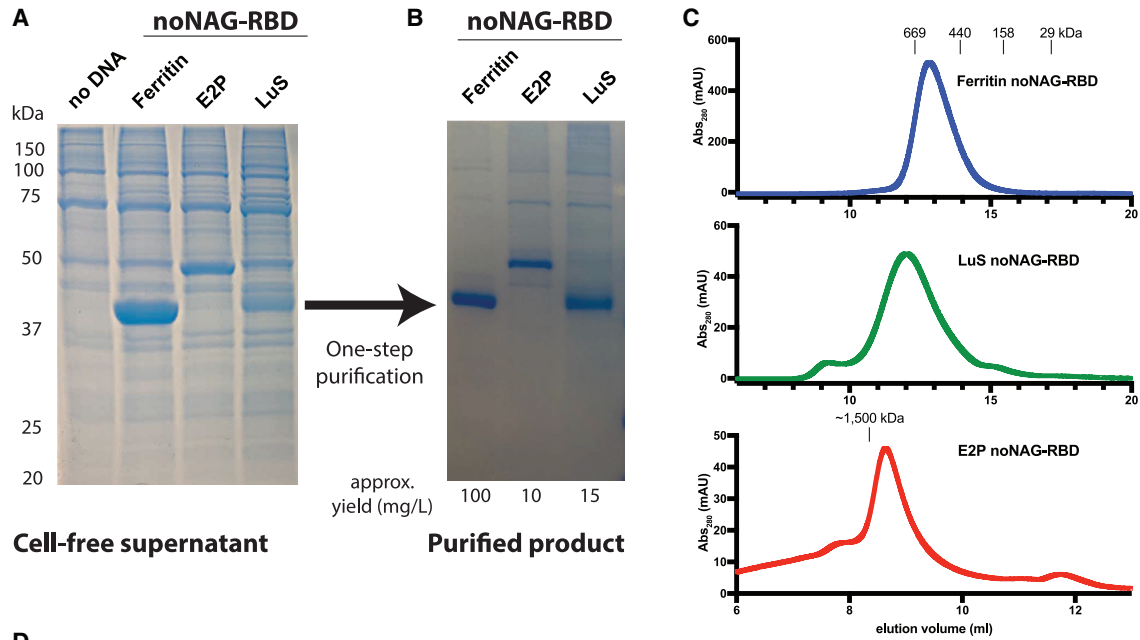 A
noNAG-RBD
no DNA
Ferritin
E2P
LuS
kDa
150
100
75
50
37
25
20
Cell-free supernatant
One-step
purification
B
noNAG-RBD
Ferritin
E2P
LuS
approx.
yield (mg/L)
100 10 15
Purified product
C
669 440 158 29 kDa
600
400
200
0
Abs280 (mAU)
Ferritin noNAG-RBD
10 15 20
60
40
20
0
Abs280 (mAU)
LuS noNAG-RBD
10 15 20
~1,500 kDa
50
40
30
20
10
0
Abs280 (mAU)
E2P noNAG-RBD
6 8 10 12
elution volume (ml)